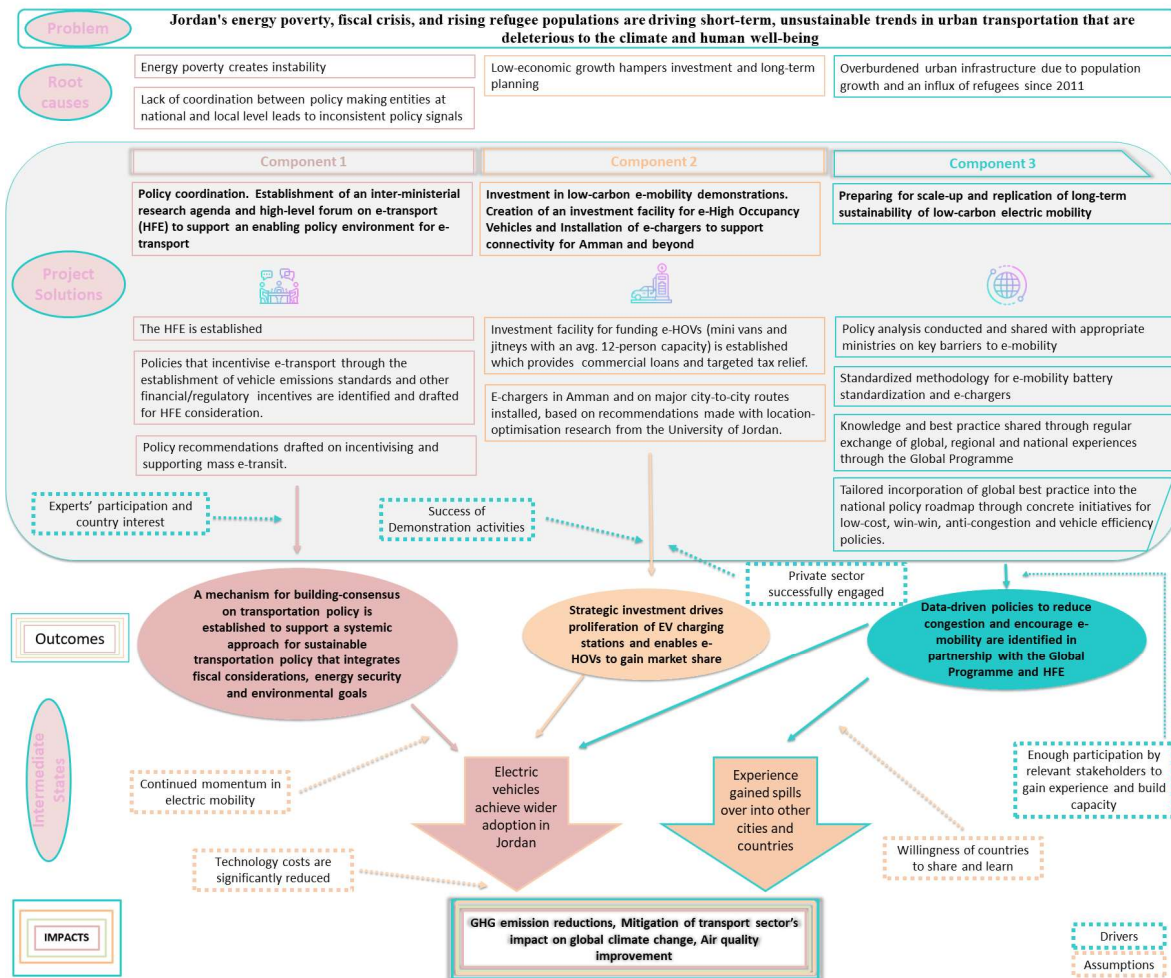 Problem
Jordan's energy poverty, fiscal crisis, and rising refugee populations are driving short-term, unsustainable trends in urban transportation that are
deleterious to the climate and human well-being
Root
causes
Energy poverty creates instability
Lack of coordination between policy making entities at
national and local level leads to inconsistent policy signals
Low-economic growth hampers investment and long-term
planning
Overburdened urban infrastructure due to population
growth and an influx of refugees since 2011
Project
Solutions
Component 1
Policy coordination. Establishment of an inter-ministerial
research agenda and high-level forum on e-transport
(HFE) to support an enabling policy environment for e-
transport
The HFE is established
Policies that incentivise e-transport through the
establishment of vehicle emissions standards and other
financial/regulatory incentives are identified and drafted
for HFE consideration.
Policy recommendations drafted on incentivising and
supporting mass e-transit.
Component 2
Investment in low-carbon e-mobility demonstrations.
Creation of an investment facility for e-High Occupancy
Vehicles and Installation of e-chargers to support
connectivity for Amman and beyond
Investment facility for funding e-HOVs (mini vans and
jitneys with an avg. 12-person capacity) is established
which provides commercial loans and targeted tax relief.
E-chargers in Amman and on major city-to-city routes
installed, based on recommendations made with location-
optimisation research from the University of Jordan.
Component 3
Preparing for scale-up and replication of long-term
sustainability of low-carbon electric mobility
Policy analysis conducted and shared with appropriate
ministries on key barriers to e-mobility
Standardized methodology for e-mobility battery
standardization and e-chargers
Knowledge and best practice shared through regular
exchange of global, regional and national experiences
through the Global Programme
Tailored incorporation of global best practice into the
national policy roadmap through concrete initiatives for
low-cost, win-win, anti-congestion and vehicle efficiency
policies.
Experts' participation and
country interest
Success of
Demonstration activities
Private sector
successfully engaged
Outcomes
A mechanism for building-consensus
on transportation policy is
established to support a systemic
approach for sustainable
transportation policy that integrates
fiscal considerations, energy security
and environmental goals
Strategic investment drives
proliferation of EV charging
stations and enables e-
HOVs to gain market share
Data-driven policies to reduce
congestion and encourage e-
mobility are identified in
partnership with the Global
Programme and HFE
Intermediate
States
Continued momentum in
electric mobility
Electric
vehicles
achieve wider
adoption in
Jordan
Experience
gained spills
over into other
cities and
countries
Enough participation by
relevant stakeholders to
gain experience and build
capacity
Technology costs are
significantly reduced
Willingness of countries
to share and learn
IMPACTS
GHG emission reductions, Mitigation of transport sector's
impact on global climate change, Air quality
improvement
Drivers
Assumptions